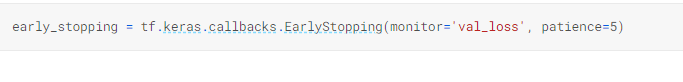 early_stopping = tf.keras.callbacks.EarlyStopping(monitor='val_loss', patience=5)